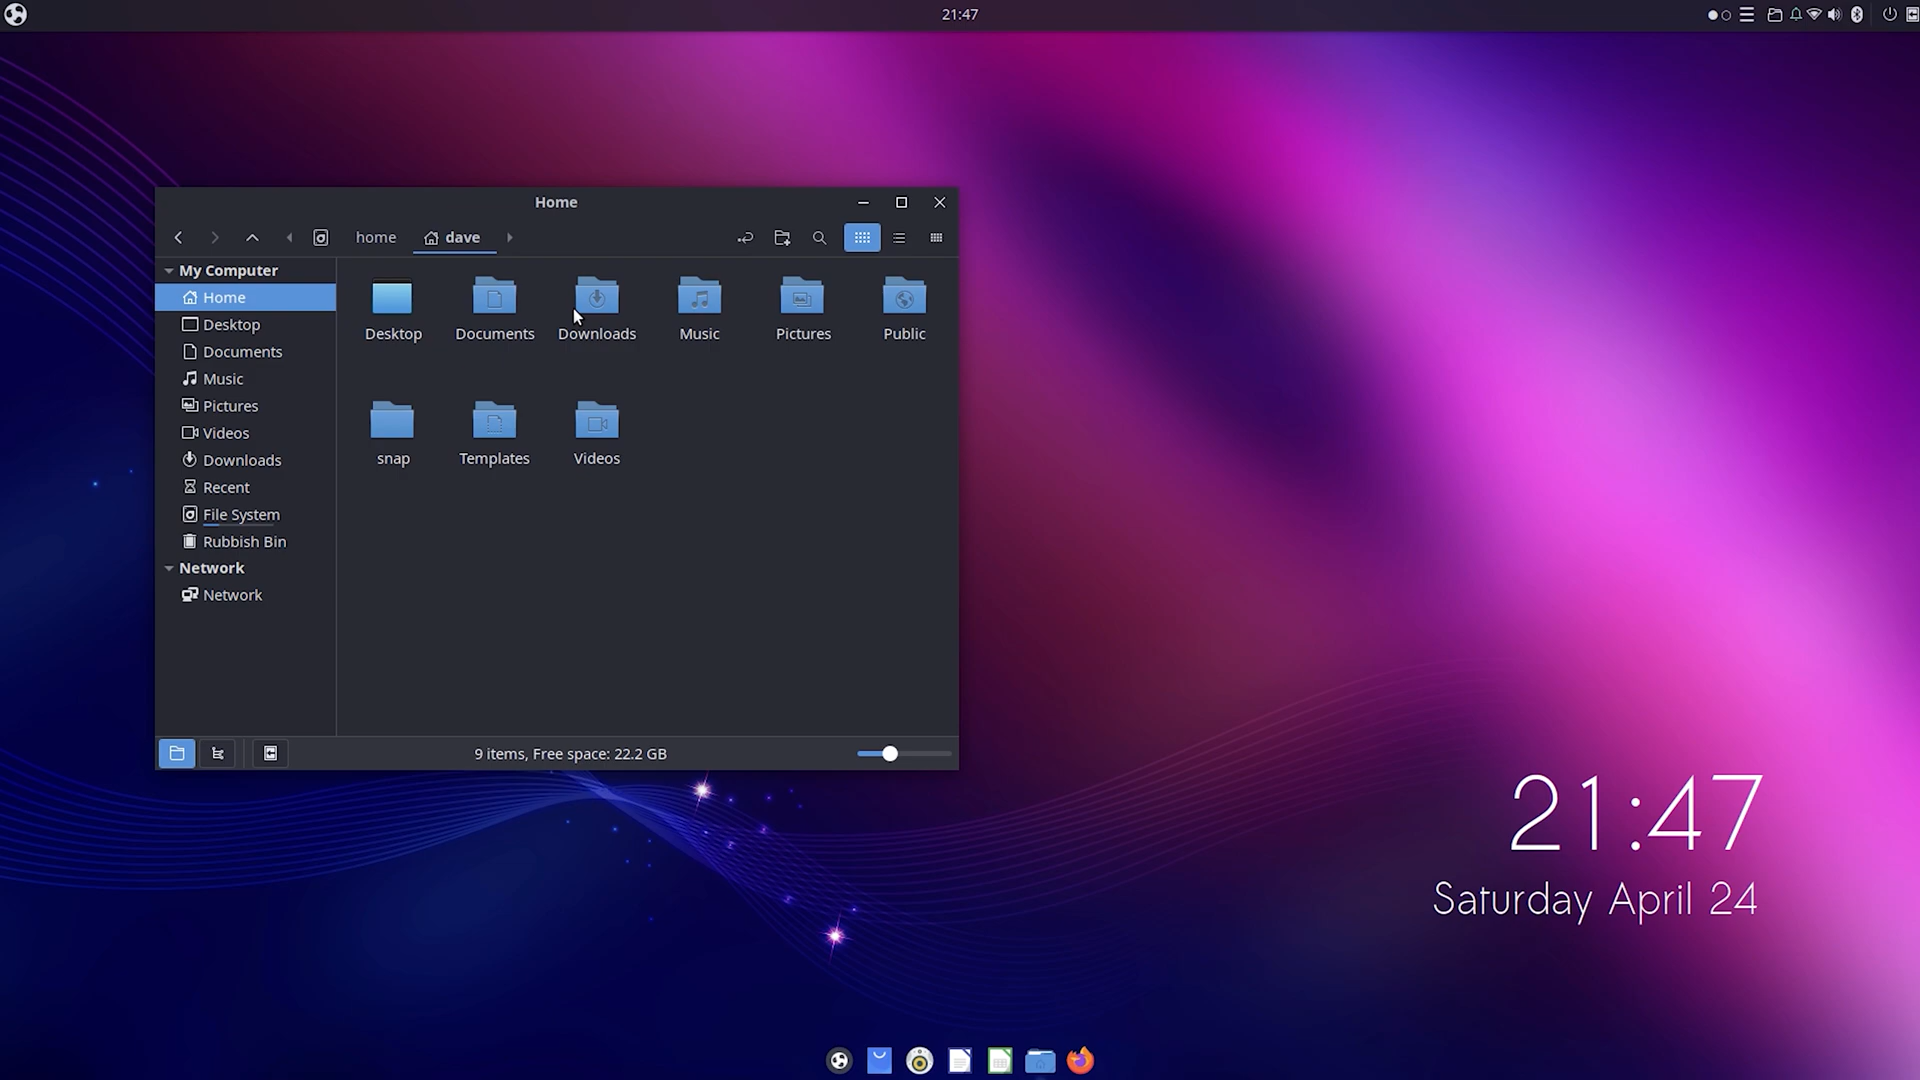 21:47
Home
home
dave
My Computer
Home
Desktop
Documents
Music
Pictures
Videos
Downloads
Recent
File System
Rubbish Bin
Network
Network
Desktop
Documents
Downloads
Music
Pictures
Public
snap
Templates
Videos
9 items, Free space: 22.2 GB
21:47
Saturday April 24